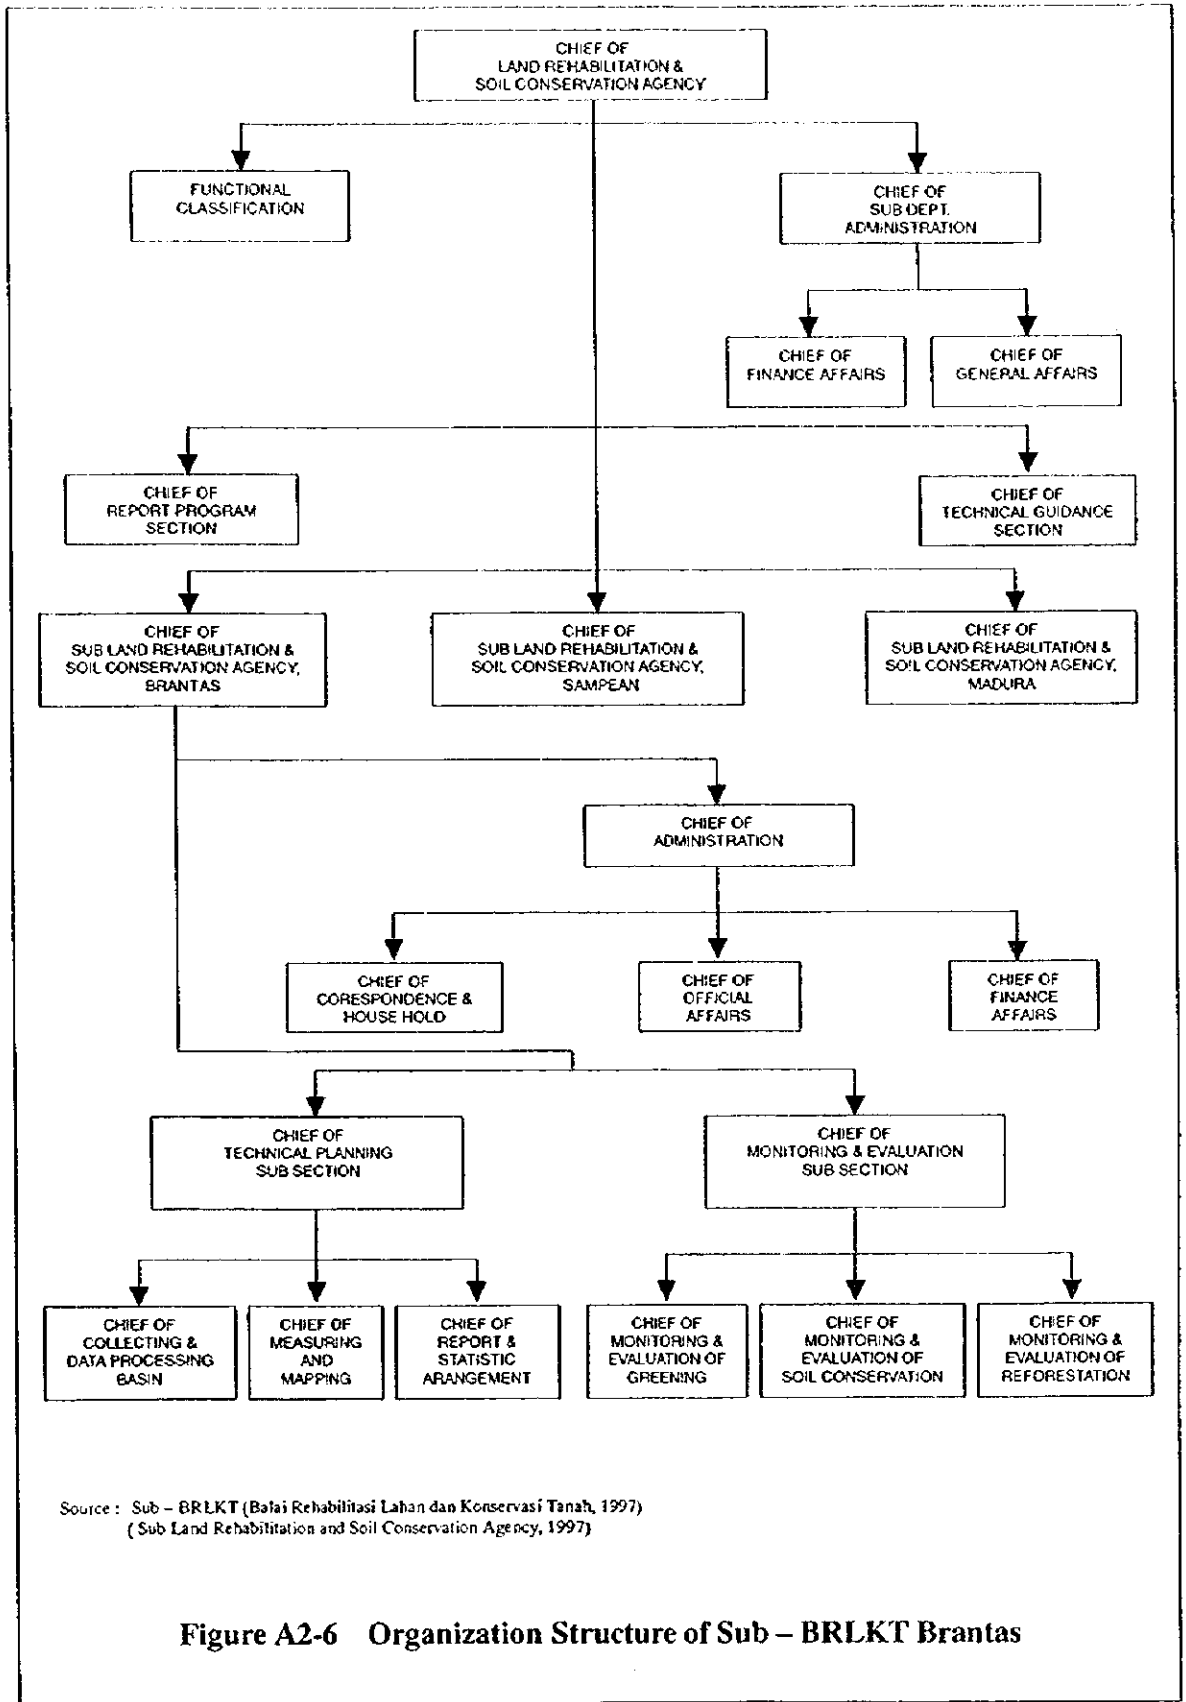 CHIEF OF
LAND REHABILITATION &
SOIL CONSERVATION AGENCY
FUNCTIONAL
CLASSIFICATION
CHIEF OF
SUB DEPT.
ADMINISTRATION
CHIEF OF
FINANCE AFFAIRS
CHIEF OF
GENERAL AFFAIRS
CHIEF OF
REPORT PROGRAM
SECTION
CHIEF OF
TECHNICAL GUIDANCE
SECTION
CHIEF OF
SUB LAND REHABILITATION &
SOIL CONSERVATION AGENCY,
BRANTAS
CHIEF OF
SUB LAND REHABILITATION &
SOIL CONSERVATION AGENCY,
SAMPEAN
CHIEF OF
SUB LAND REHABILITATION &
SOIL CONSERVATION AGENCY,
MADURA
CHIEF OF
ADMINISTRATION
CHIEF OF
CORESPONDENCE &
HOUSE HOLD
CHIEF OF
OFFICIAL
AFFAIRS
CHIEF OF
FINANCE
AFFAIRS
CHIEF OF
TECHNICAL PLANNING
SUB SECTION
CHIEF OF
MONITORING & EVALUATION
SUB SECTION
CHIEF OF
COLLECTING &
DATA PROCESSING
BASIN
CHIEF OF
MEASURING
AND
MAPPING
CHIEF OF
REPORT &
STATISTIC
ARANGEMENT
CHIEF OF
MONITORING &
EVALUATION OF
GREENING
CHIEF OF
MONITORING &
EVALUATION OF
SOIL CONSERVATION
CHIEF OF
MONITORING &
EVALUATION OF
REFORESTATION
Source : Sub – BRLKT (Balai Rehabilitasi Lahan dan Konservasi Tanah, 1997)
( Sub Land Rehabilitation and Soil Conservation Agency, 1997)
Figure A2-6 Organization Structure of Sub – BRLKT Brantas